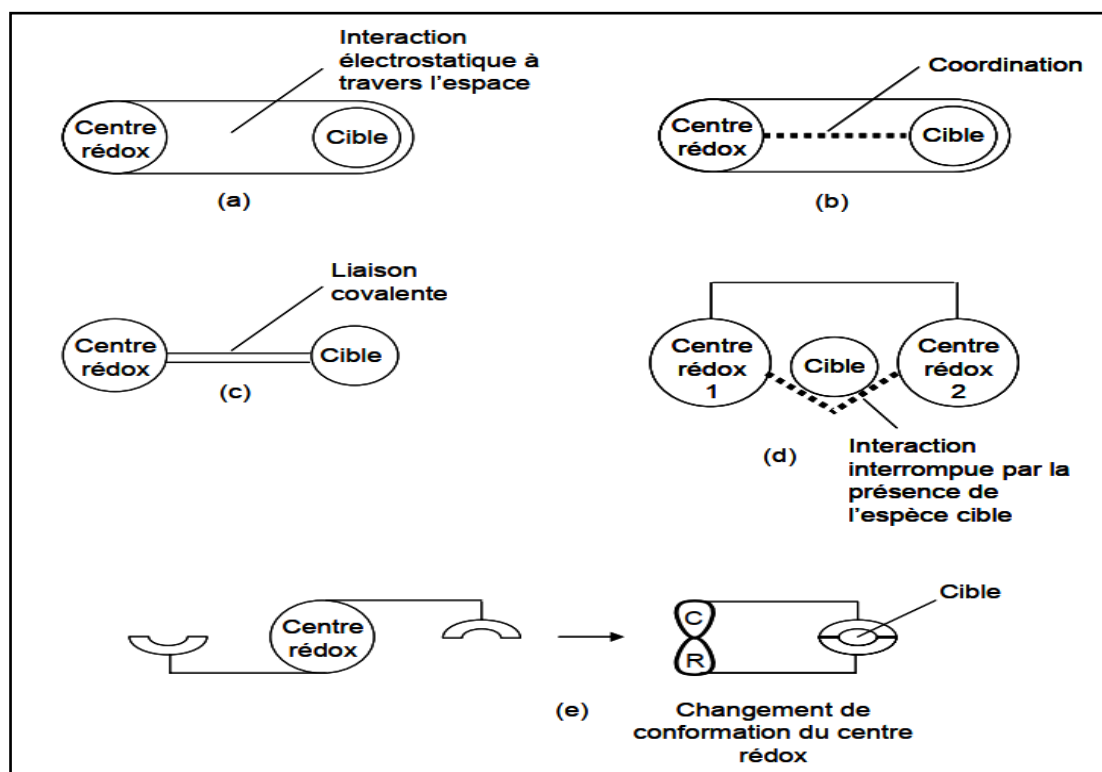 Interaction
électrostatique à
travers l'espace
Centre
rédox
Cible
(a)
Coordination
Centre
rédox
Cible
(b)
Liaison
covalente
Centre
rédox
Cible
(c)
Centre
rédox
1
Cible
Centre
rédox
2
(d)
Interaction
interrompue par la
présence de
l'espèce cible
Centre
rédox
C
R
Cible
(e)
Changement de
conformation du centre
rédox